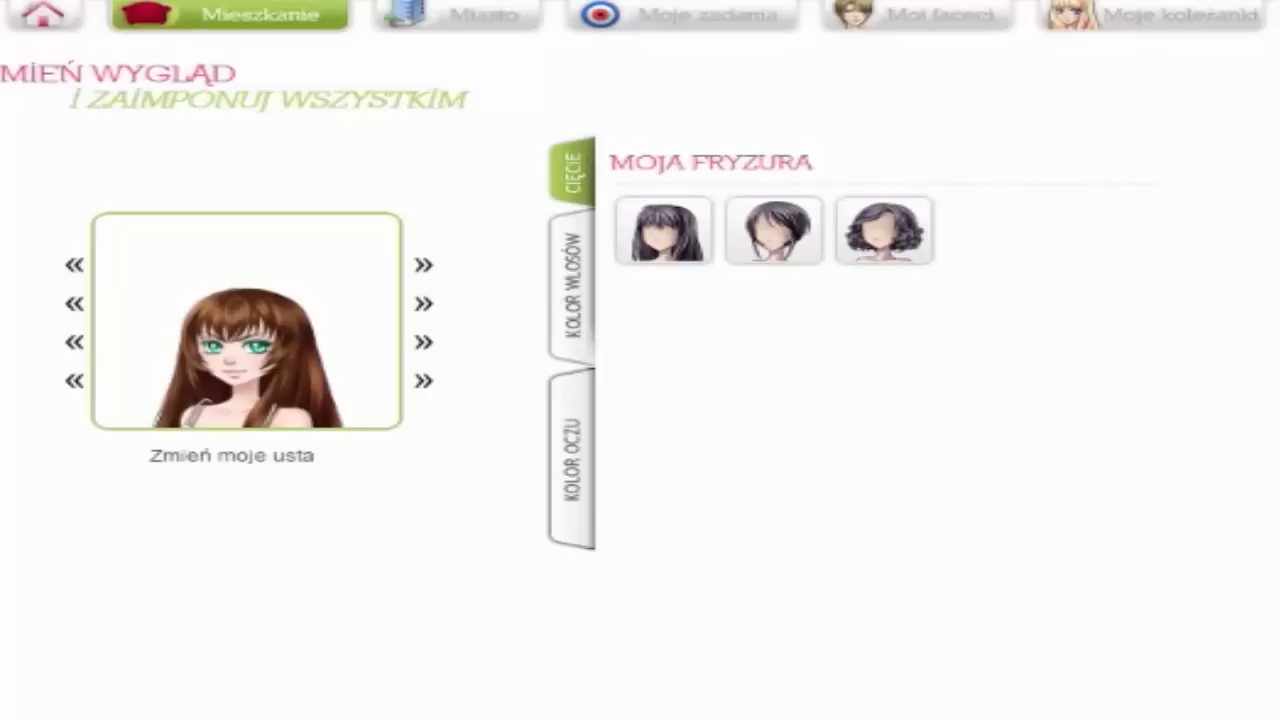 Mieszkanie
Miasto
Moje zadania
Moi faceci
Moje koleżanki
MIEŃ WYGLĄD
I ZAIMPONUJ WSZYSTKIM
CIĘCIE
MOJA FRYZURA
KOLOR WŁOSÓW
KOLOR OCZU
Zmień moje usta